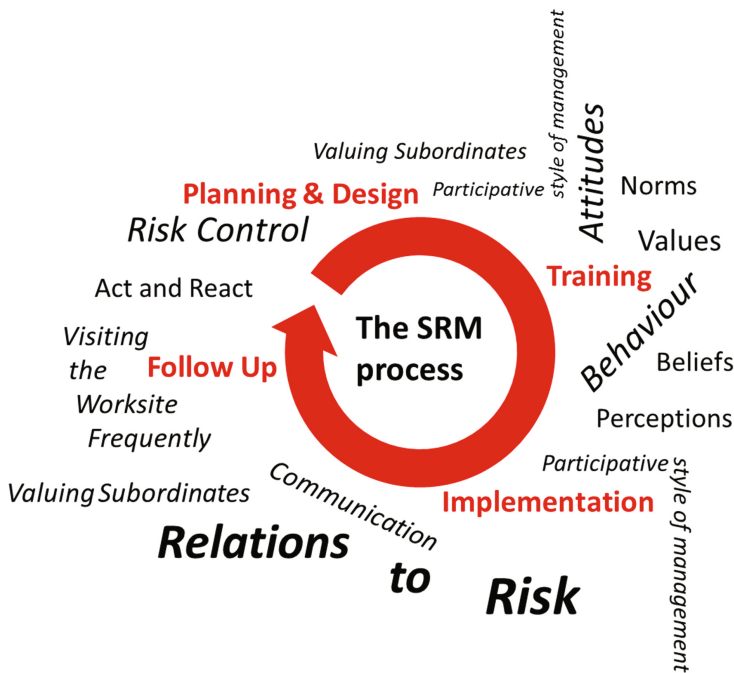 style of management
Attitudes
Valuing Subordinates
Planning & Design
Participative
Norms
Risk Control
Values
Training
Act and React
Behaviour
The SRM
process
Visiting
the
Worksite
Frequently
Follow Up
Beliefs
Perceptions
Participative
style of management
Communication
Implementation
Valuing Subordinates
Relations
to
Risk